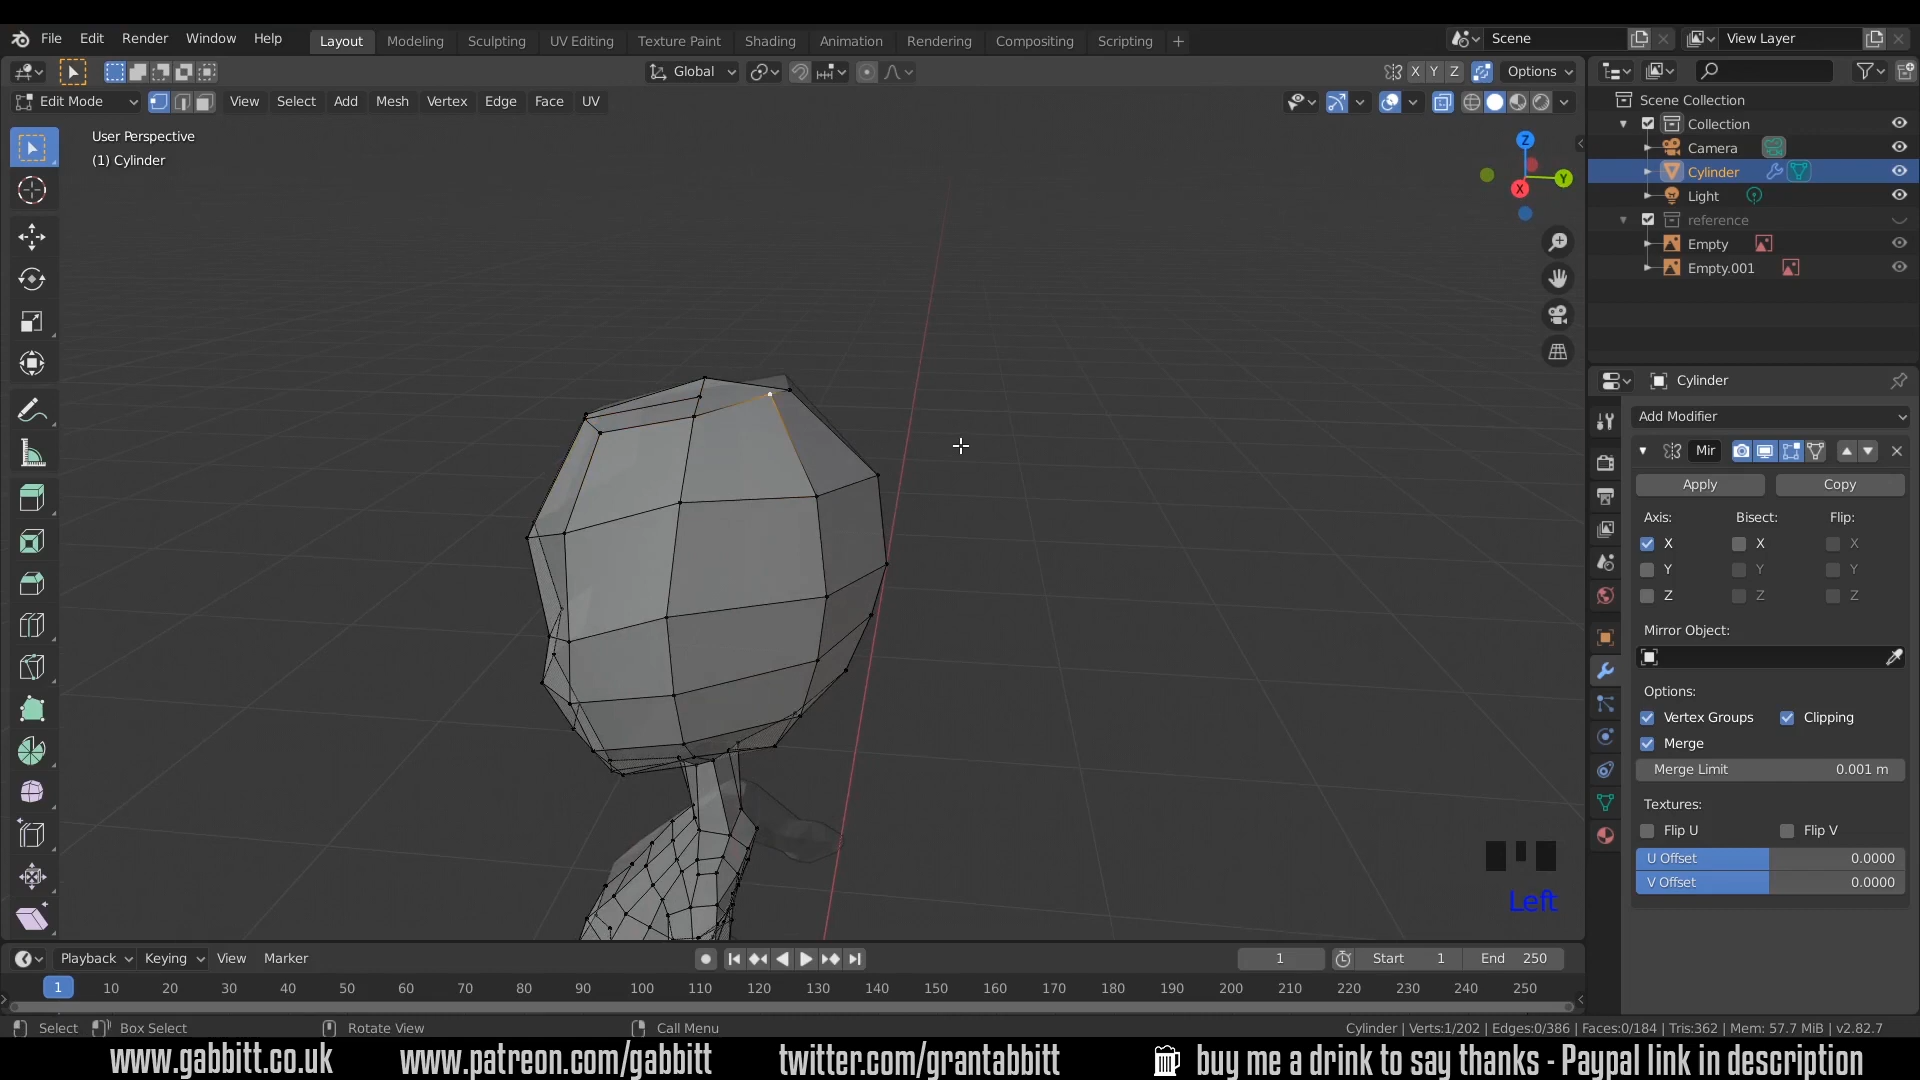 File Edit Render Window Help Layout Modeling Sculpting UV Editing Texture Paint Shading Animation Rendering Compositing Scripting + Scene View Layer
Global X Y Z Options
Edit Mode View Select Add Mesh Vertex Edge Face UV
User Perspective
(1) Cylinder
Z
Y
X
Scene Collection
Collection
Camera
Cylinder
Light
reference
Empty
Empty.001
Cylinder
Add Modifier
Mir
Apply Copy
Axis: Bisect: Flip:
X X X
Y Y Y
Z Z Z
Mirror Object:
Options:
Vertex Groups Clipping
Merge
Merge Limit 0.001 m
Textures:
Flip U Flip V
U Offset 0.0000
V Offset 0.0000
Left
Playback Keying View Marker 1 Start 1 End 250
1 10 20 30 40 50 60 70 80 90 100 110 120 130 140 150 160 170 180 190 200 210 220 230 240 250
Select Box Select Rotate View Call Menu Cylinder | Verts:1/202 | Edges:0/386 | Faces:0/184 | Tris:362 | Mem: 57.7 MiB | v2.82.7
www.gabbitt.co.uk www.patreon.com/gabbitt twitter.com/grantabbitt buy me a drink to say thanks - Paypal link in description